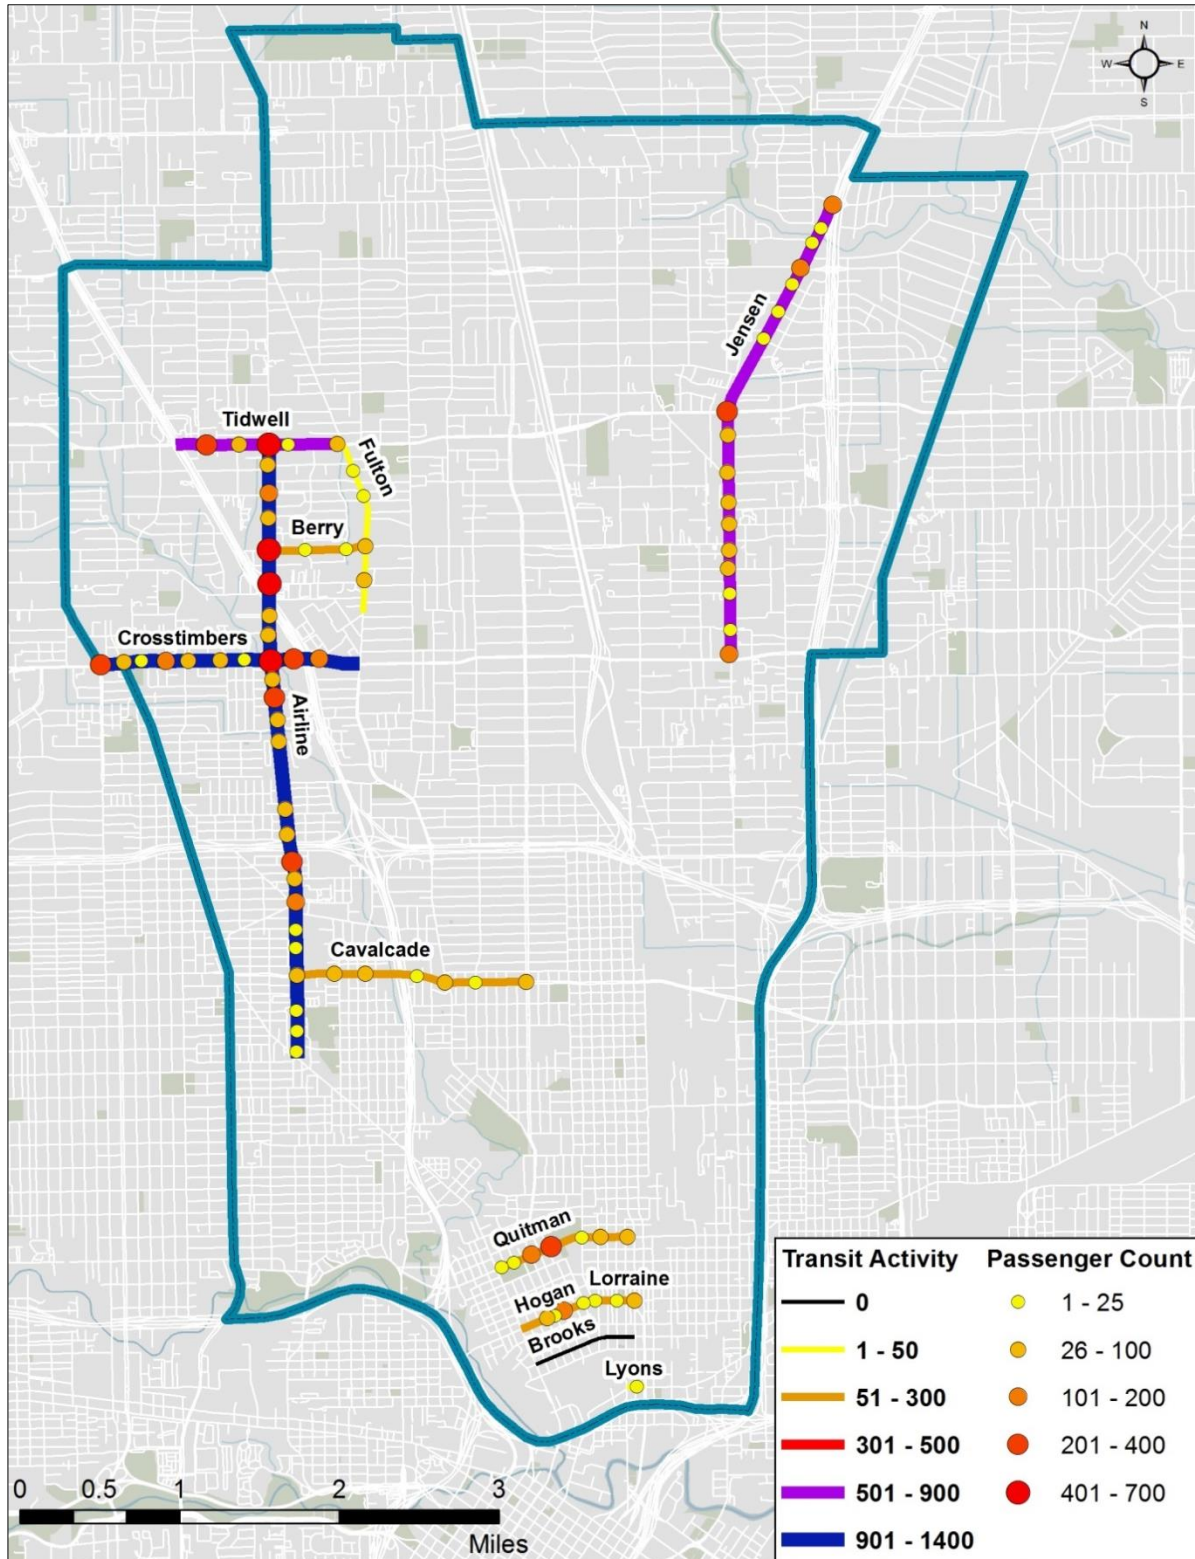 N
W E
S
Jensen
Tidwell
Fulton
Berry
Crosstimbers
Airline
Cavalcade
Quitman
Hogan
Lorraine
Brooks
Lyons
Transit Activity Passenger Count
0 1 - 25
1 - 50 26 - 100
51 - 300 101 - 200
301 - 500 201 - 400
501 - 900 401 - 700
901 - 1400
0 0.5 1 2 3
Miles